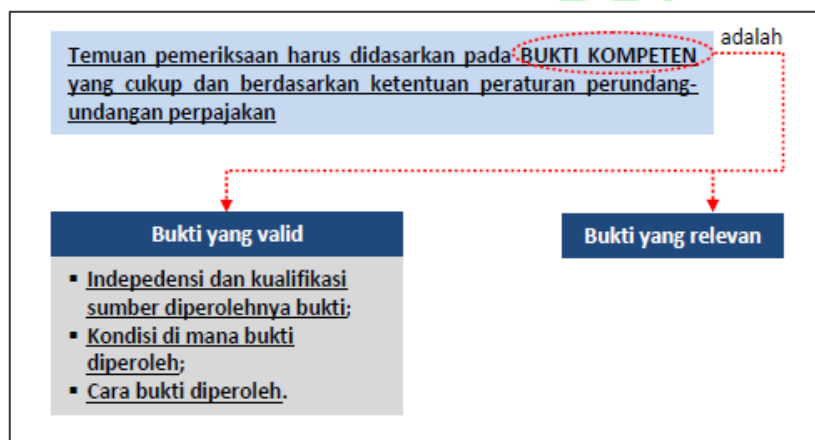 Temuan pemeriksaan harus didasarkan pada BUKTI KOMPETEN
adalah
yang cukup dan berdasarkan ketentuan peraturan perundang-
undangan perpajakan
Bukti yang valid
▪ Indepedensi dan kualifikasi
sumber diperolehnya bukti;
▪ Kondisi di mana bukti
diperoleh;
▪ Cara bukti diperoleh.
Bukti yang relevan